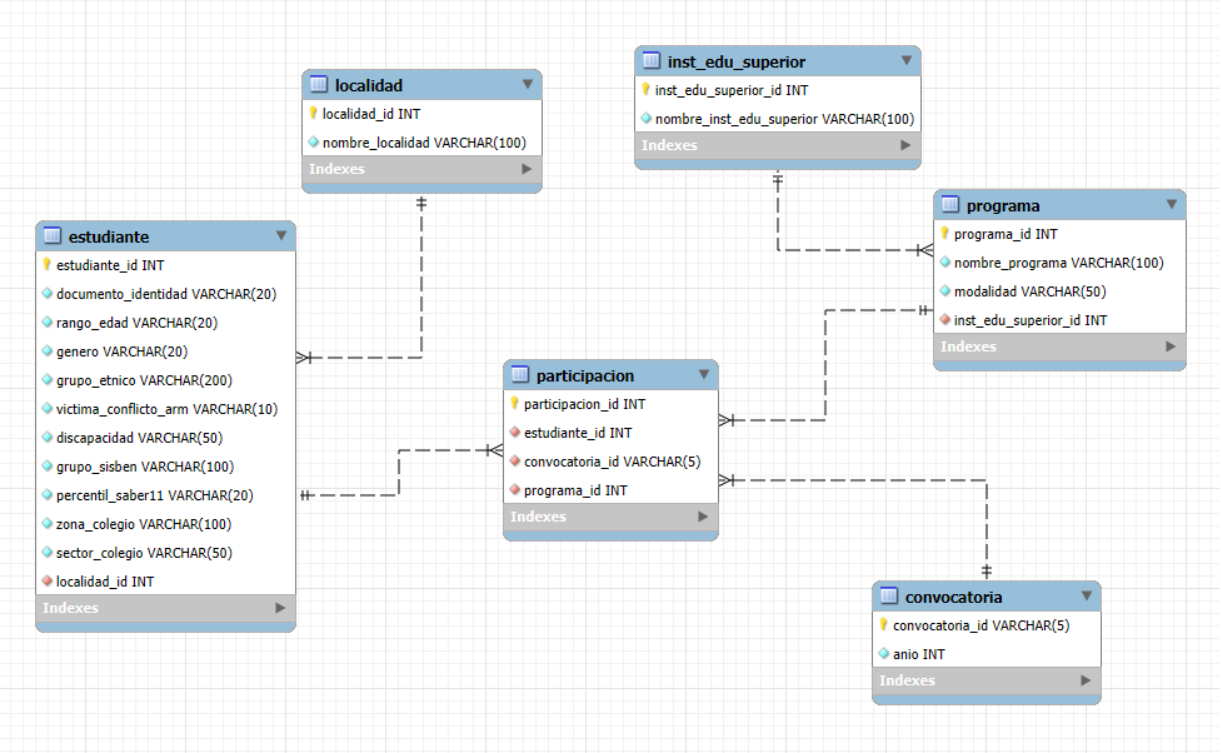 localidad
localidad_id INT
nombre_localidad VARCHAR(100)
Indexes
inst_edu_superior
inst_edu_superior_id INT
nombre_inst_edu_superior VARCHAR(100)
Indexes
estudiante
estudiante_id INT
documento_identidad VARCHAR(20)
rango_edad VARCHAR(20)
genero VARCHAR(20)
grupo_etnico VARCHAR(200)
victima_conflicto_arm VARCHAR(10)
discapacidad VARCHAR(50)
grupo_sisben VARCHAR(100)
percentil_saber11 VARCHAR(20)
zona_colegio VARCHAR(100)
sector_colegio VARCHAR(50)
localidad_id INT
Indexes
programa
programa_id INT
nombre_programa VARCHAR(100)
modalidad VARCHAR(50)
inst_edu_superior_id INT
Indexes
participacion
participacion_id INT
estudiante_id INT
convocatoria_id VARCHAR(5)
programa_id INT
Indexes
convocatoria
convocatoria_id VARCHAR(5)
anio INT
Indexes